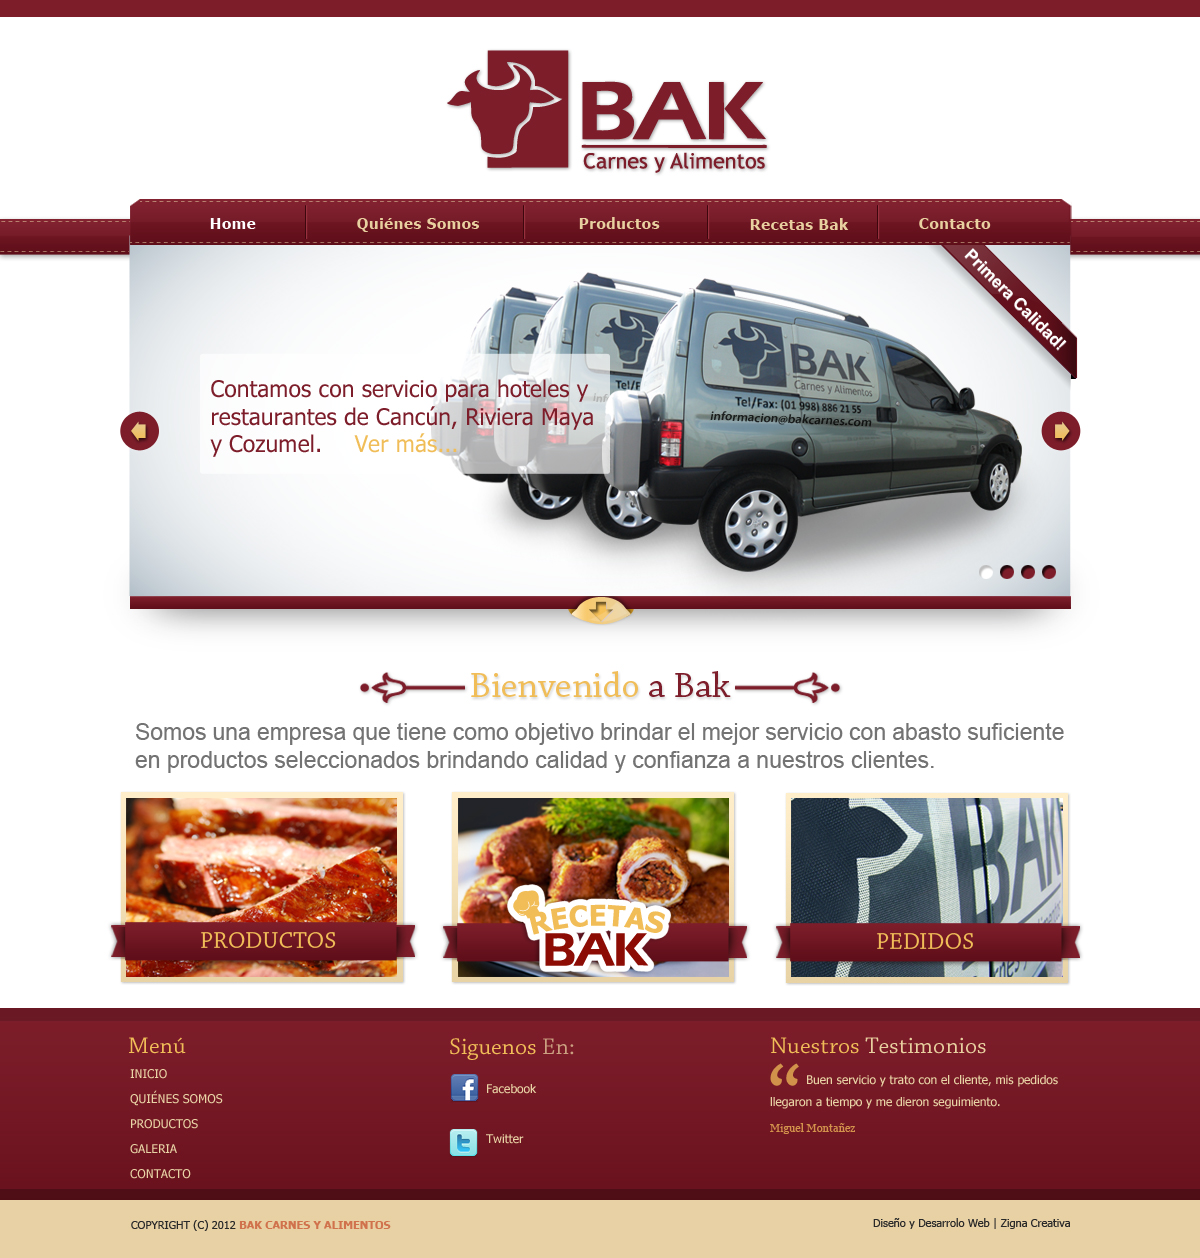 BAK
Carnes y Alimentos
Home
Quiénes Somos
Productos
Recetas Bak
Contacto
Primera Calidad!
BAK
Carnes y Alimentos
Tel/Fax:
Tel/Fax: (01 998) 886 21 55
informacion@bakcarnes.com
Contamos con servicio para hoteles y
restaurantes de Cancún, Riviera Maya
y Cozumel. Ver más...
Bienvenido a Bak
Somos una empresa que tiene como objetivo brindar el mejor servicio con abasto suficiente
en productos seleccionados brindando calidad y confianza a nuestros clientes.
PRODUCTOS
RECETAS
BAK
BAK
PEDIDOS
Menú
INICIO
QUIÉNES SOMOS
PRODUCTOS
GALERIA
CONTACTO
Siguenos En:
Facebook
Twitter
Nuestros Testimonios
“ Buen servicio y trato con el cliente, mis pedidos
llegaron a tiempo y me dieron seguimiento.
Miguel Montañez
COPYRIGHT (C) 2012 BAK CARNES Y ALIMENTOS
Diseño y Desarrolo Web | Zigna Creativa